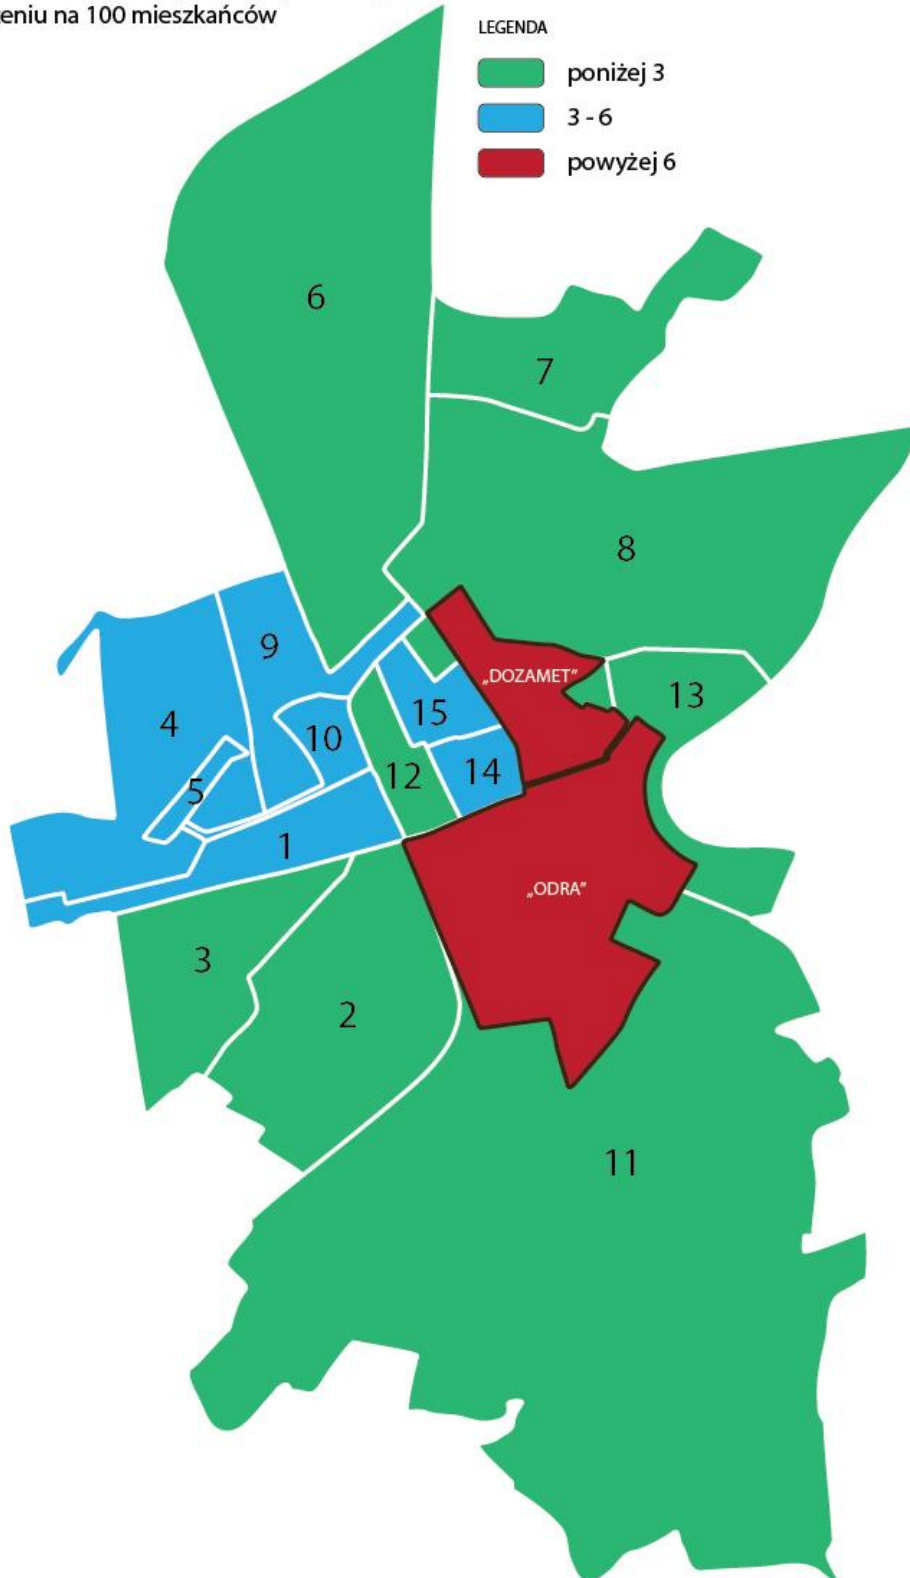 eniu na 100 mieszkańców
LEGENDA
poniżej 3
3 - 6
powyżej 6
6
7
8
9
„DOZAMET”
13
4
15
10
14
5
12
1
„ODRA”
3
2
11